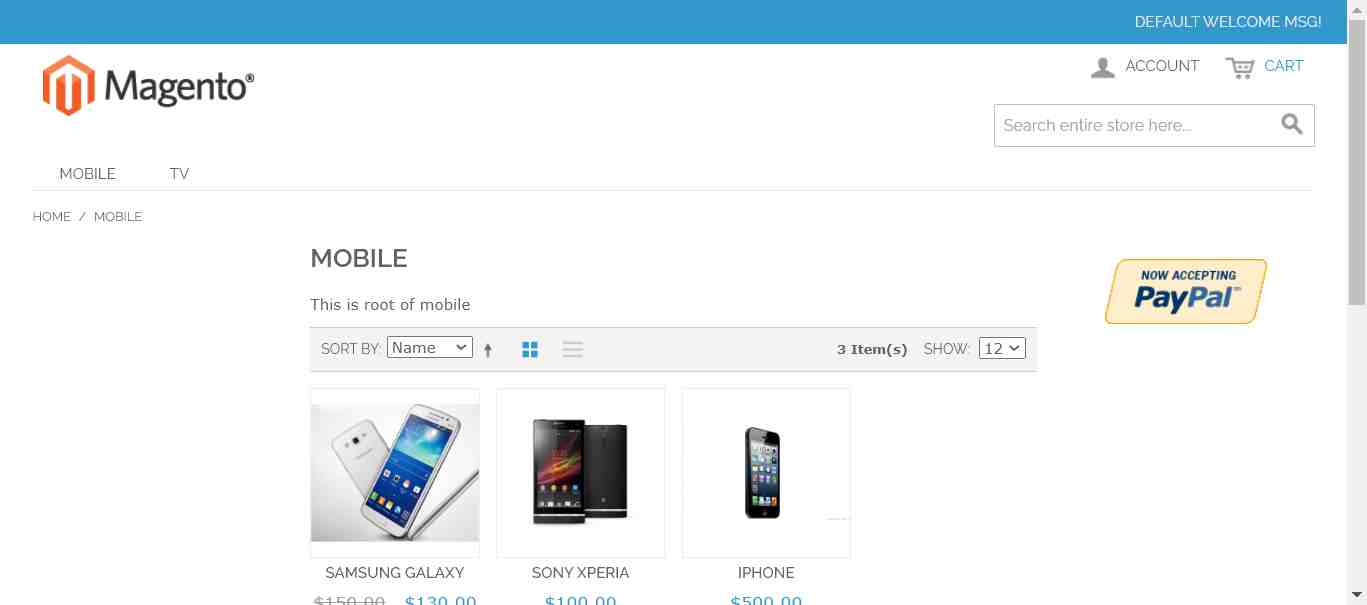 DEFAULT WELCOME MSG!
Magento®
ACCOUNT
CART
Search entire store here...
MOBILE
TV
HOME / MOBILE
MOBILE
NOW ACCEPTING
PayPal
This is root of mobile
SORT BY: Name
3 Item(s)
SHOW: 12
SAMSUNG GALAXY
SONY XPERIA
IPHONE
$150.00 $130.00
$100.00
$500.00